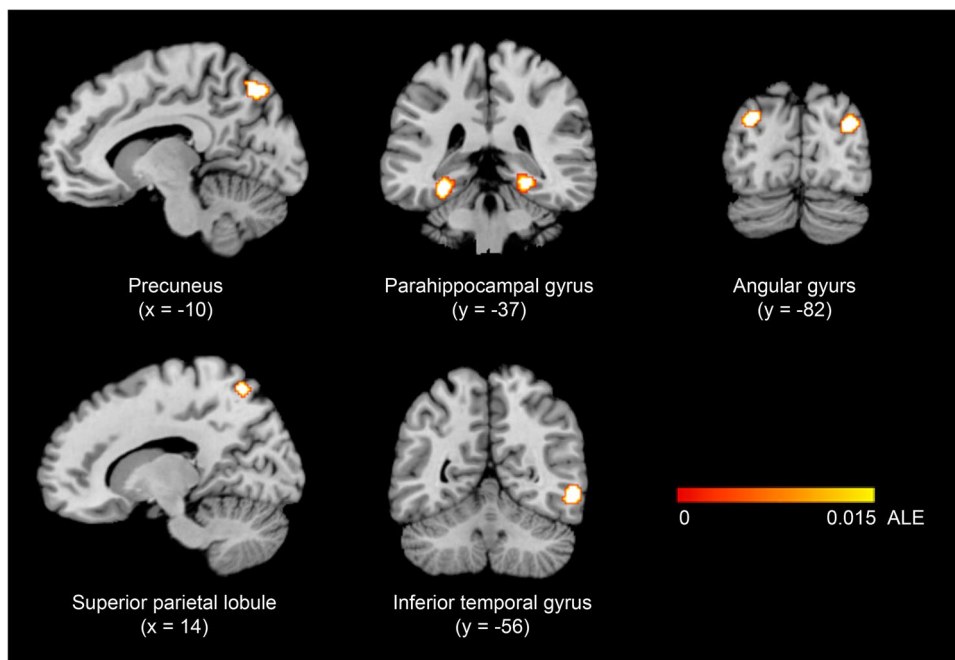 Precuneus
(x = -10)
Parahippocampal gyrus
(y = -37)
Angular gyurs
(y = -82)
Superior parietal lobule
(x = 14)
Inferior temporal gyrus
(y = -56)
0
0.015 ALE